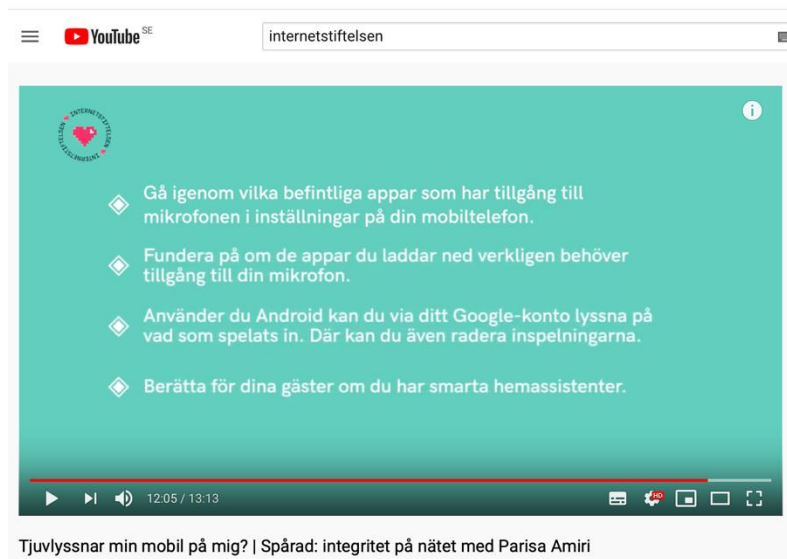 YouTube SE
internetstiftelsen
INTERNETSTIFTELSEN INTERNETSTIFTELSEN
Gå igenom vilka befintliga appar som har tillgång till
mikrofonen i inställningar på din mobiltelefon.
Fundera på om de appar du laddar ned verkligen behöver
tillgång till din mikrofon.
Använder du Android kan du via ditt Google-konto lyssna på
vad som spelats in. Där kan du även radera inspelningarna.
Berätta för dina gäster om du har smarta hemassistenter.
12:05 / 13:13
HD
Tjuvlyssnar min mobil på mig? | Spårad: integritet på nätet med Parisa Amiri